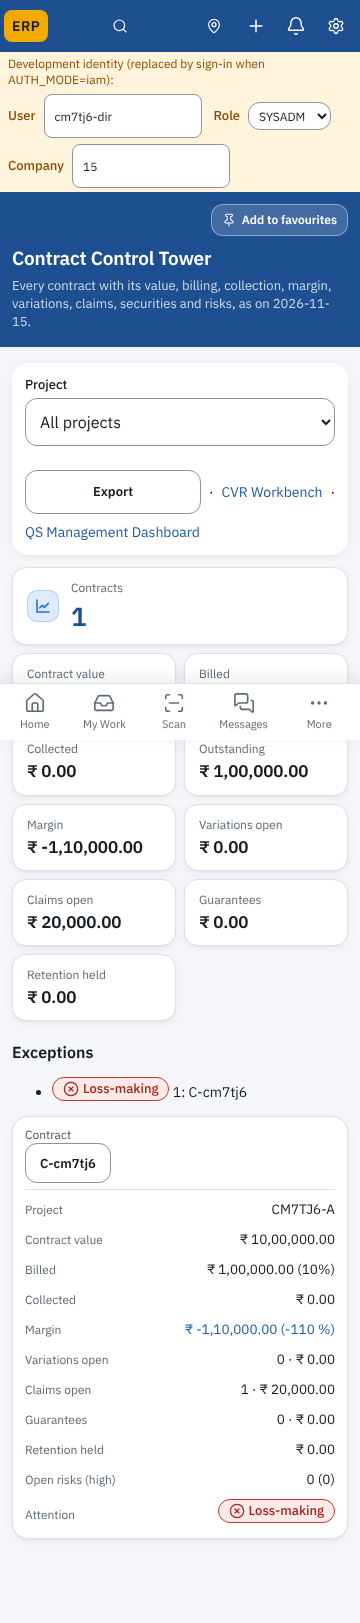 ERP
Development identity (replaced by sign-in when
AUTH_MODE=iam):
User cm7tj6-dir Role SYSADM
Company 15
Add to favourites
Contract Control Tower
Every contract with its value, billing, collection, margin,
variations, claims, securities and risks, as on 2026-11-
15.
Project
All projects
Export · CVR Workbench ·
QS Management Dashboard
Contracts
1
Contract value Billed
Home My Work Scan Messages More
Collected Outstanding
₹ 0.00 ₹ 1,00,000.00
Margin Variations open
₹ -1,10,000.00 ₹ 0.00
Claims open Guarantees
₹ 20,000.00 ₹ 0.00
Retention held
₹ 0.00
Exceptions
• Loss-making 1: C-cm7tj6
Contract
C-cm7tj6
Project CM7TJ6-A
Contract value ₹ 10,00,000.00
Billed ₹ 1,00,000.00 (10%)
Collected ₹ 0.00
Margin ₹ -1,10,000.00 (-110 %)
Variations open 0 · ₹ 0.00
Claims open 1 · ₹ 20,000.00
Guarantees 0 · ₹ 0.00
Retention held ₹ 0.00
Open risks (high) 0 (0)
Attention Loss-making